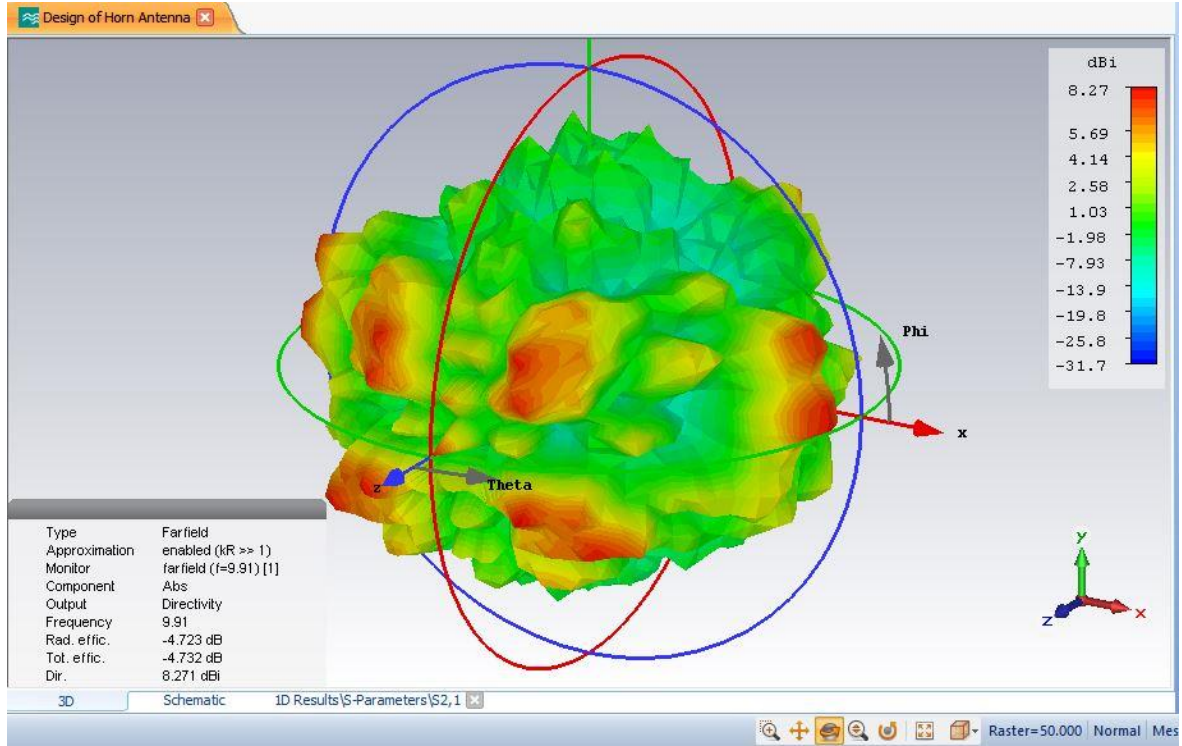 Design of Horn Antenna
dBi
8.27
5.69
4.14
2.58
1.03
-1.98
-7.93
-13.9
-19.8
-25.8
-31.7
Phi
x
z
Theta
Type Farfield
Approximation enabled (kR >> 1)
Monitor farfield (f=9.91) [1]
Component Abs
Output Directivity
Frequency 9.91
Rad. effic. -4.723 dB
Tot. effic. -4.732 dB
Dir. 8.271 dBi
y
z x
3D Schematic 1D Results\S-Parameters\S2,1
Raster=50.000 Normal Mes